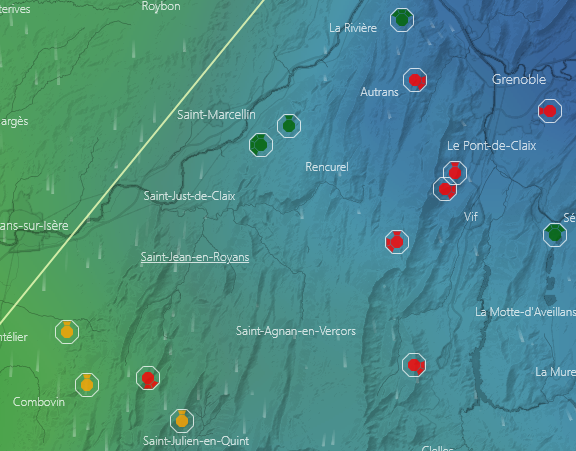 terives
Roybon
La Rivière
Grenoble
Autrans
Saint-Marcellin
argès
Le Pont-de-Claix
Rencurel
Saint-Just-de-Claix
Vif
Sé
ans-sur-Isère
Saint-Jean-en-Royans
La Motte-d'Aveillans
Saint-Agnan-en-Vercors
ntélier
La Mure
Combovin
Saint-Julien-en-Quint
Clelles